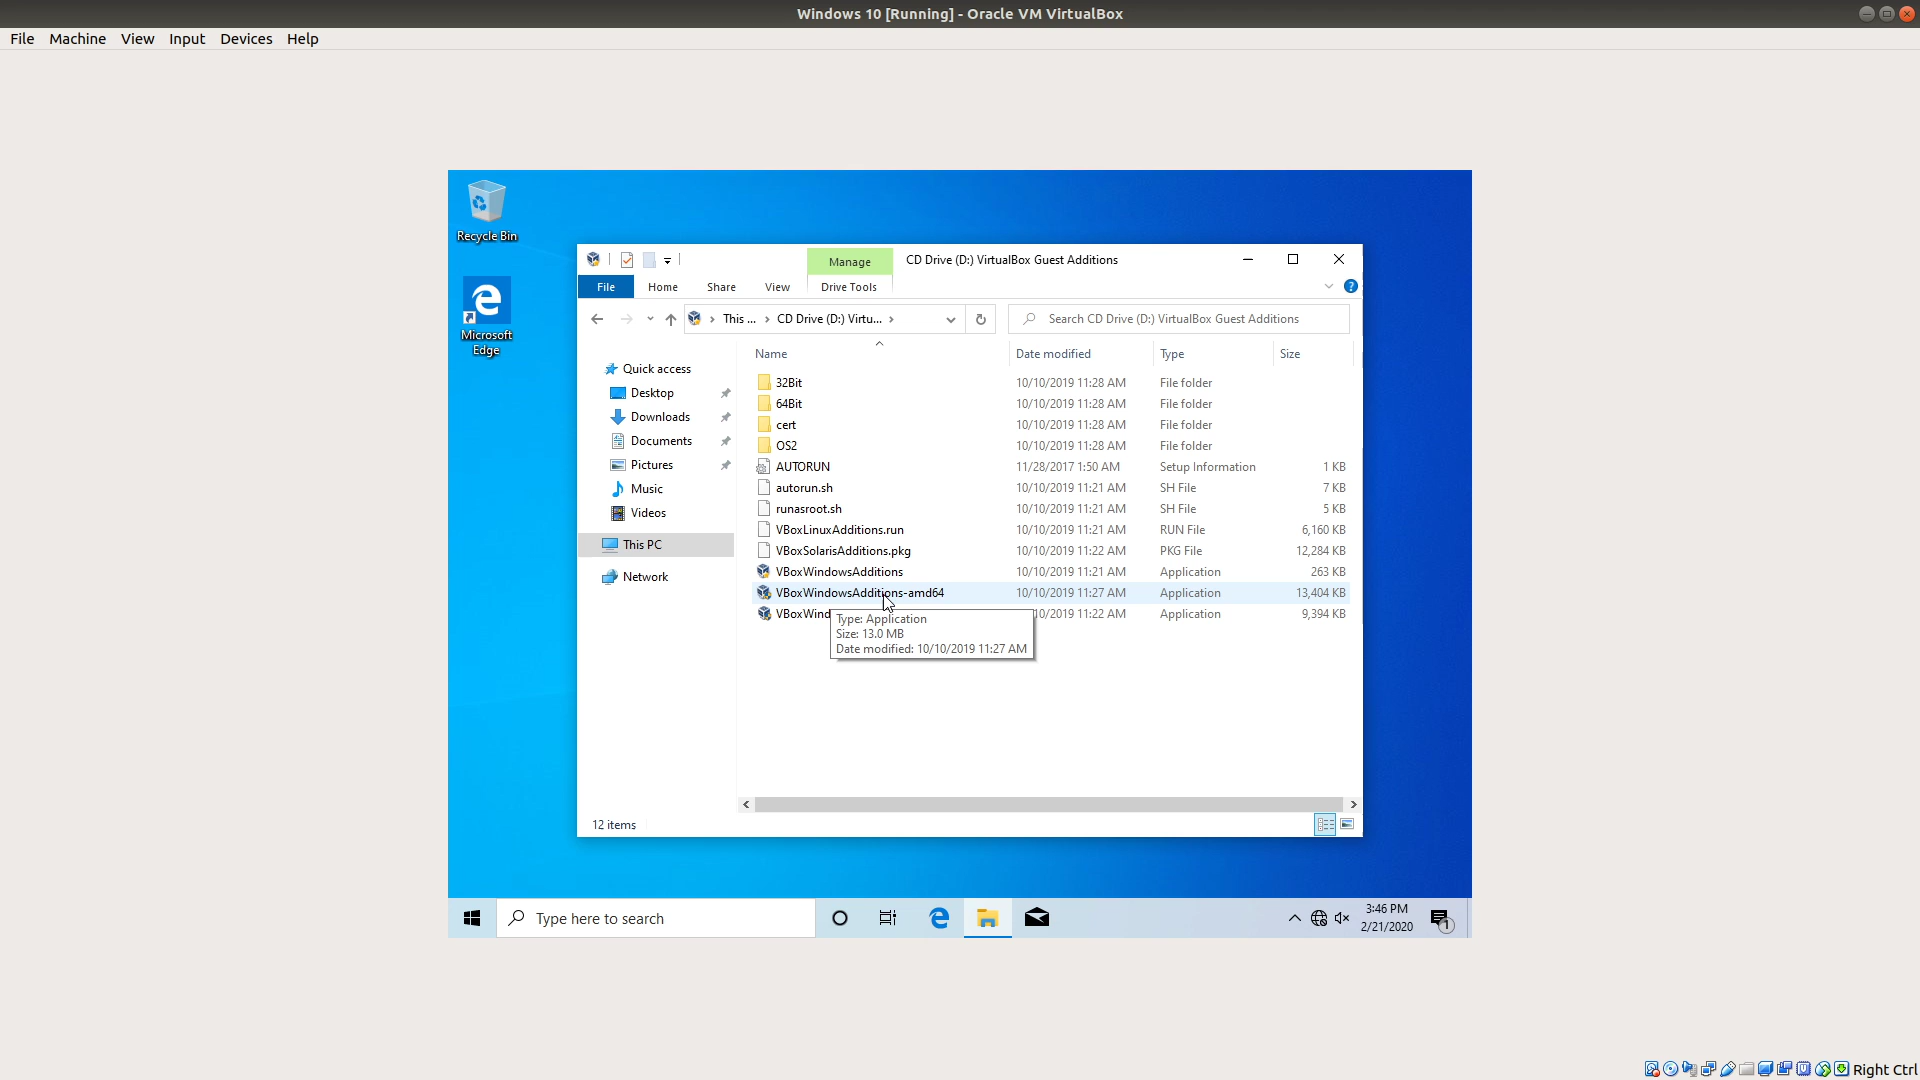 Windows 10 [Running] - Oracle VM VirtualBox
File Machine View Input Devices Help
Recycle Bin
Microsoft
Edge
Manage
CD Drive (D:) VirtualBox Guest Additions
File Home Share View Drive Tools
This ... CD Drive (D:) Virtu...
Search CD Drive (D:) VirtualBox Guest Additions
Quick access
Desktop
Downloads
Documents
Pictures
Music
Videos
This PC
Network
Name Date modified Type Size
32Bit 10/10/2019 11:28 AM File folder
64Bit 10/10/2019 11:28 AM File folder
cert 10/10/2019 11:28 AM File folder
OS2 10/10/2019 11:28 AM File folder
AUTORUN 11/28/2017 1:50 AM Setup Information 1 KB
autorun.sh 10/10/2019 11:21 AM SH File 7 KB
runasroot.sh 10/10/2019 11:21 AM SH File 5 KB
VBoxLinuxAdditions.run 10/10/2019 11:21 AM RUN File 6,160 KB
VBoxSolarisAdditions.pkg 10/10/2019 11:22 AM PKG File 12,284 KB
VBoxWindowsAdditions 10/10/2019 11:21 AM Application 263 KB
VBoxWindowsAdditions-amd64 10/10/2019 11:27 AM Application 13,404 KB
VBoxWind 10/2019 11:22 AM Application 9,394 KB
Type: Application
Size: 13.0 MB
Date modified: 10/10/2019 11:27 AM
12 items
Type here to search
3:46 PM
2/21/2020
1
Right Ctrl